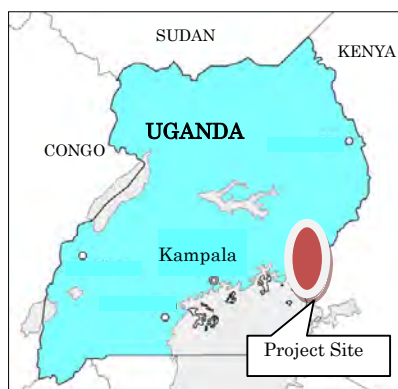 SUDAN
KENYA
UGANDA
CONGO
Kampala
Project Site